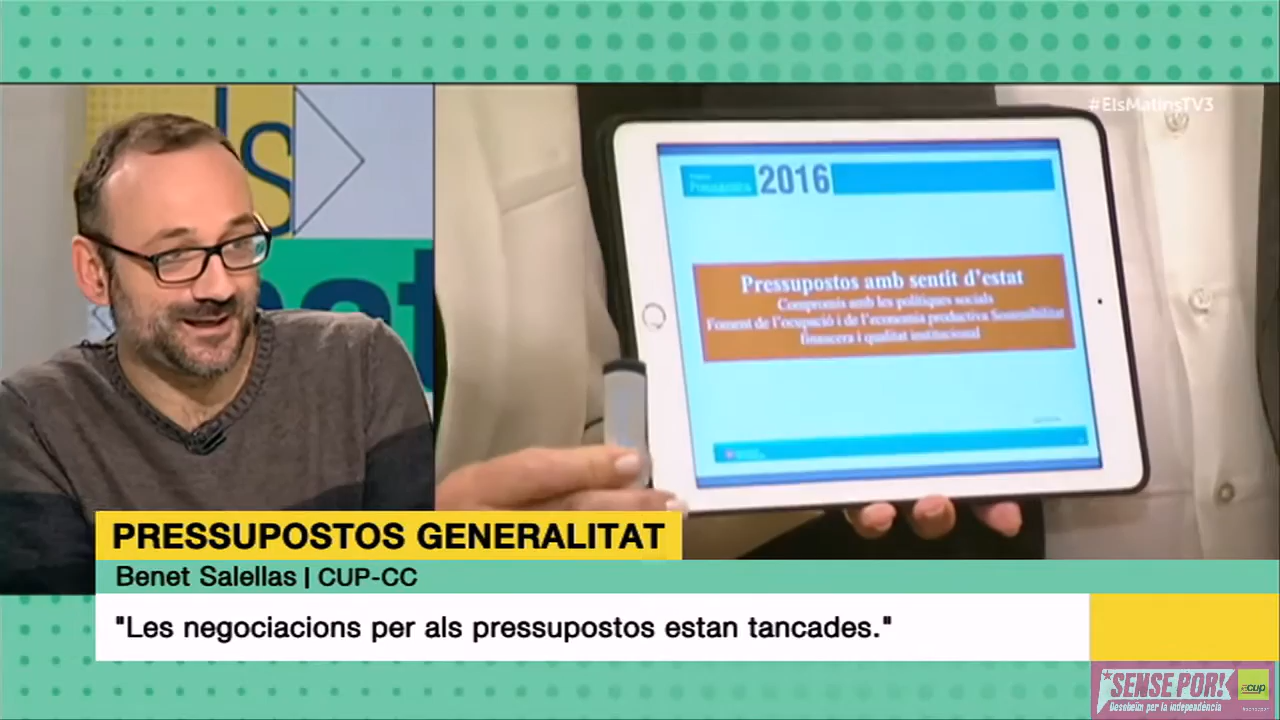 #ElsMatinsTV3
Pressupostos 2016
Pressupostos amb sentit d'estat
Compromís amb les polítiques socials
Foment de l'ocupació i de l'economia productiva Sostenibilitat
financera i qualitat institucional
PRESSUPOSTOS GENERALITAT
Benet Salellas | CUP-CC
"Les negociacions per als pressupostos estan tancades."
SENSE POR!
Desobeïm per la independència
cup